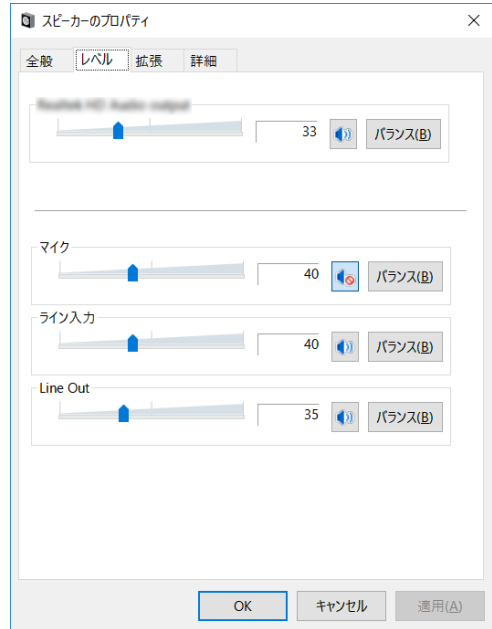 スピーカーのプロパティ
全般 レベル 拡張 詳細
33 バランス(B)
マイク
40 バランス(B)
ライン入力
40 バランス(B)
Line Out
35 バランス(B)
OK キャンセル 適用(A)